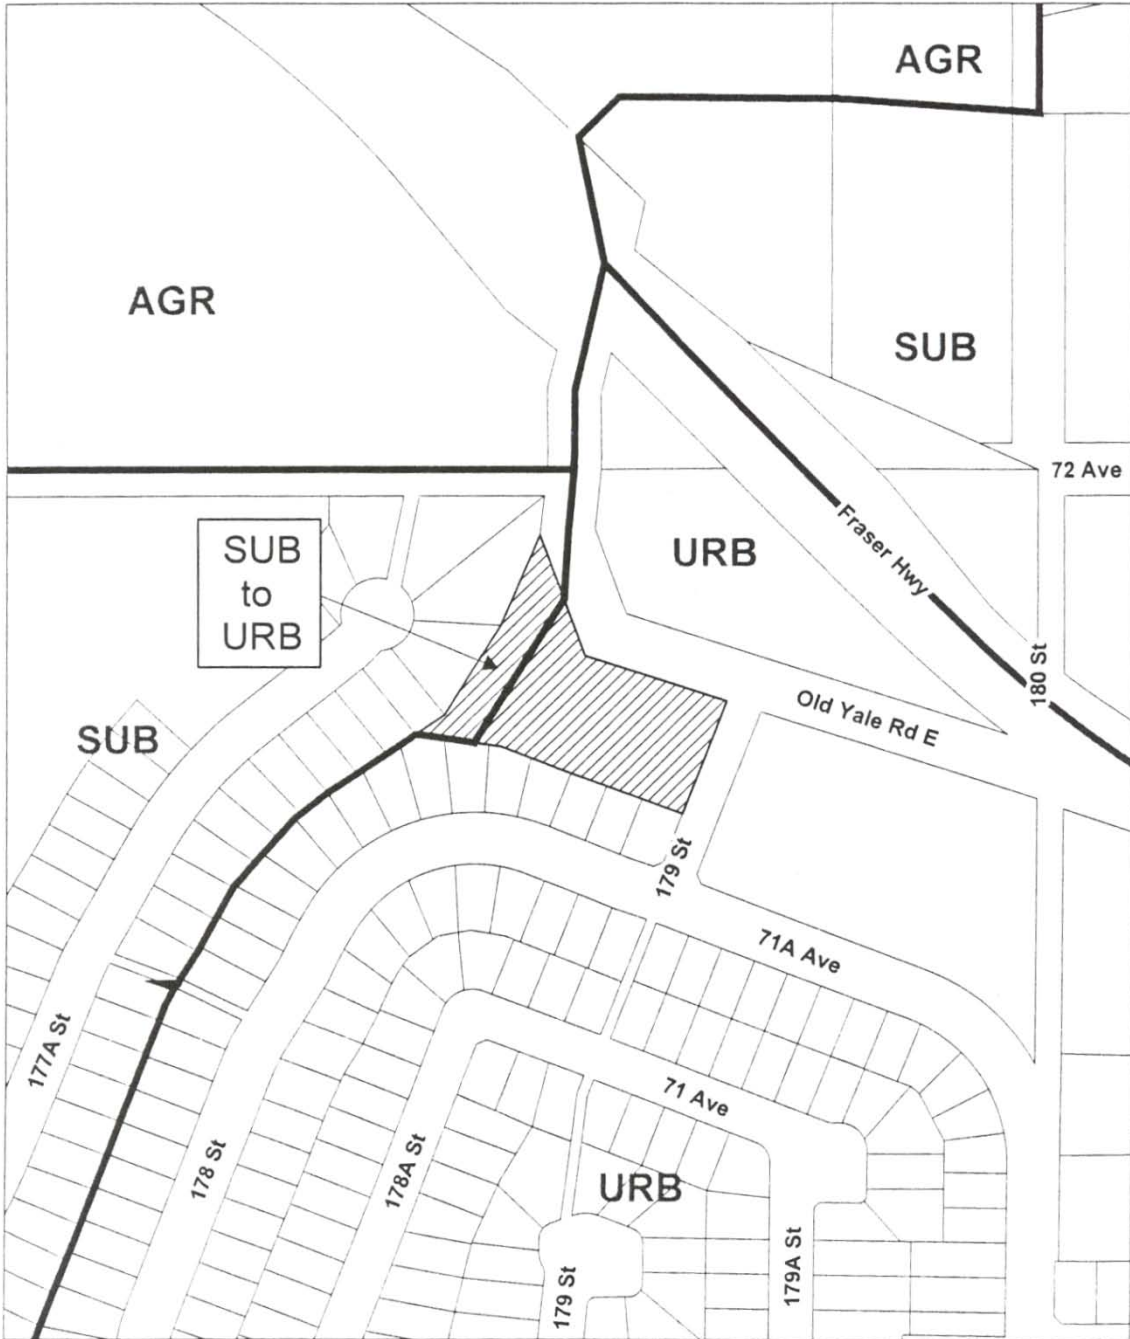 AGR
AGR
SUB
72 Ave
SUB
to
URB
URB
Fraser Hwy
180 St
Old Yale Rd E
SUB
179 St
71A Ave
177A St
71 Ave
178 St
178A St
URB
179 St
179A St